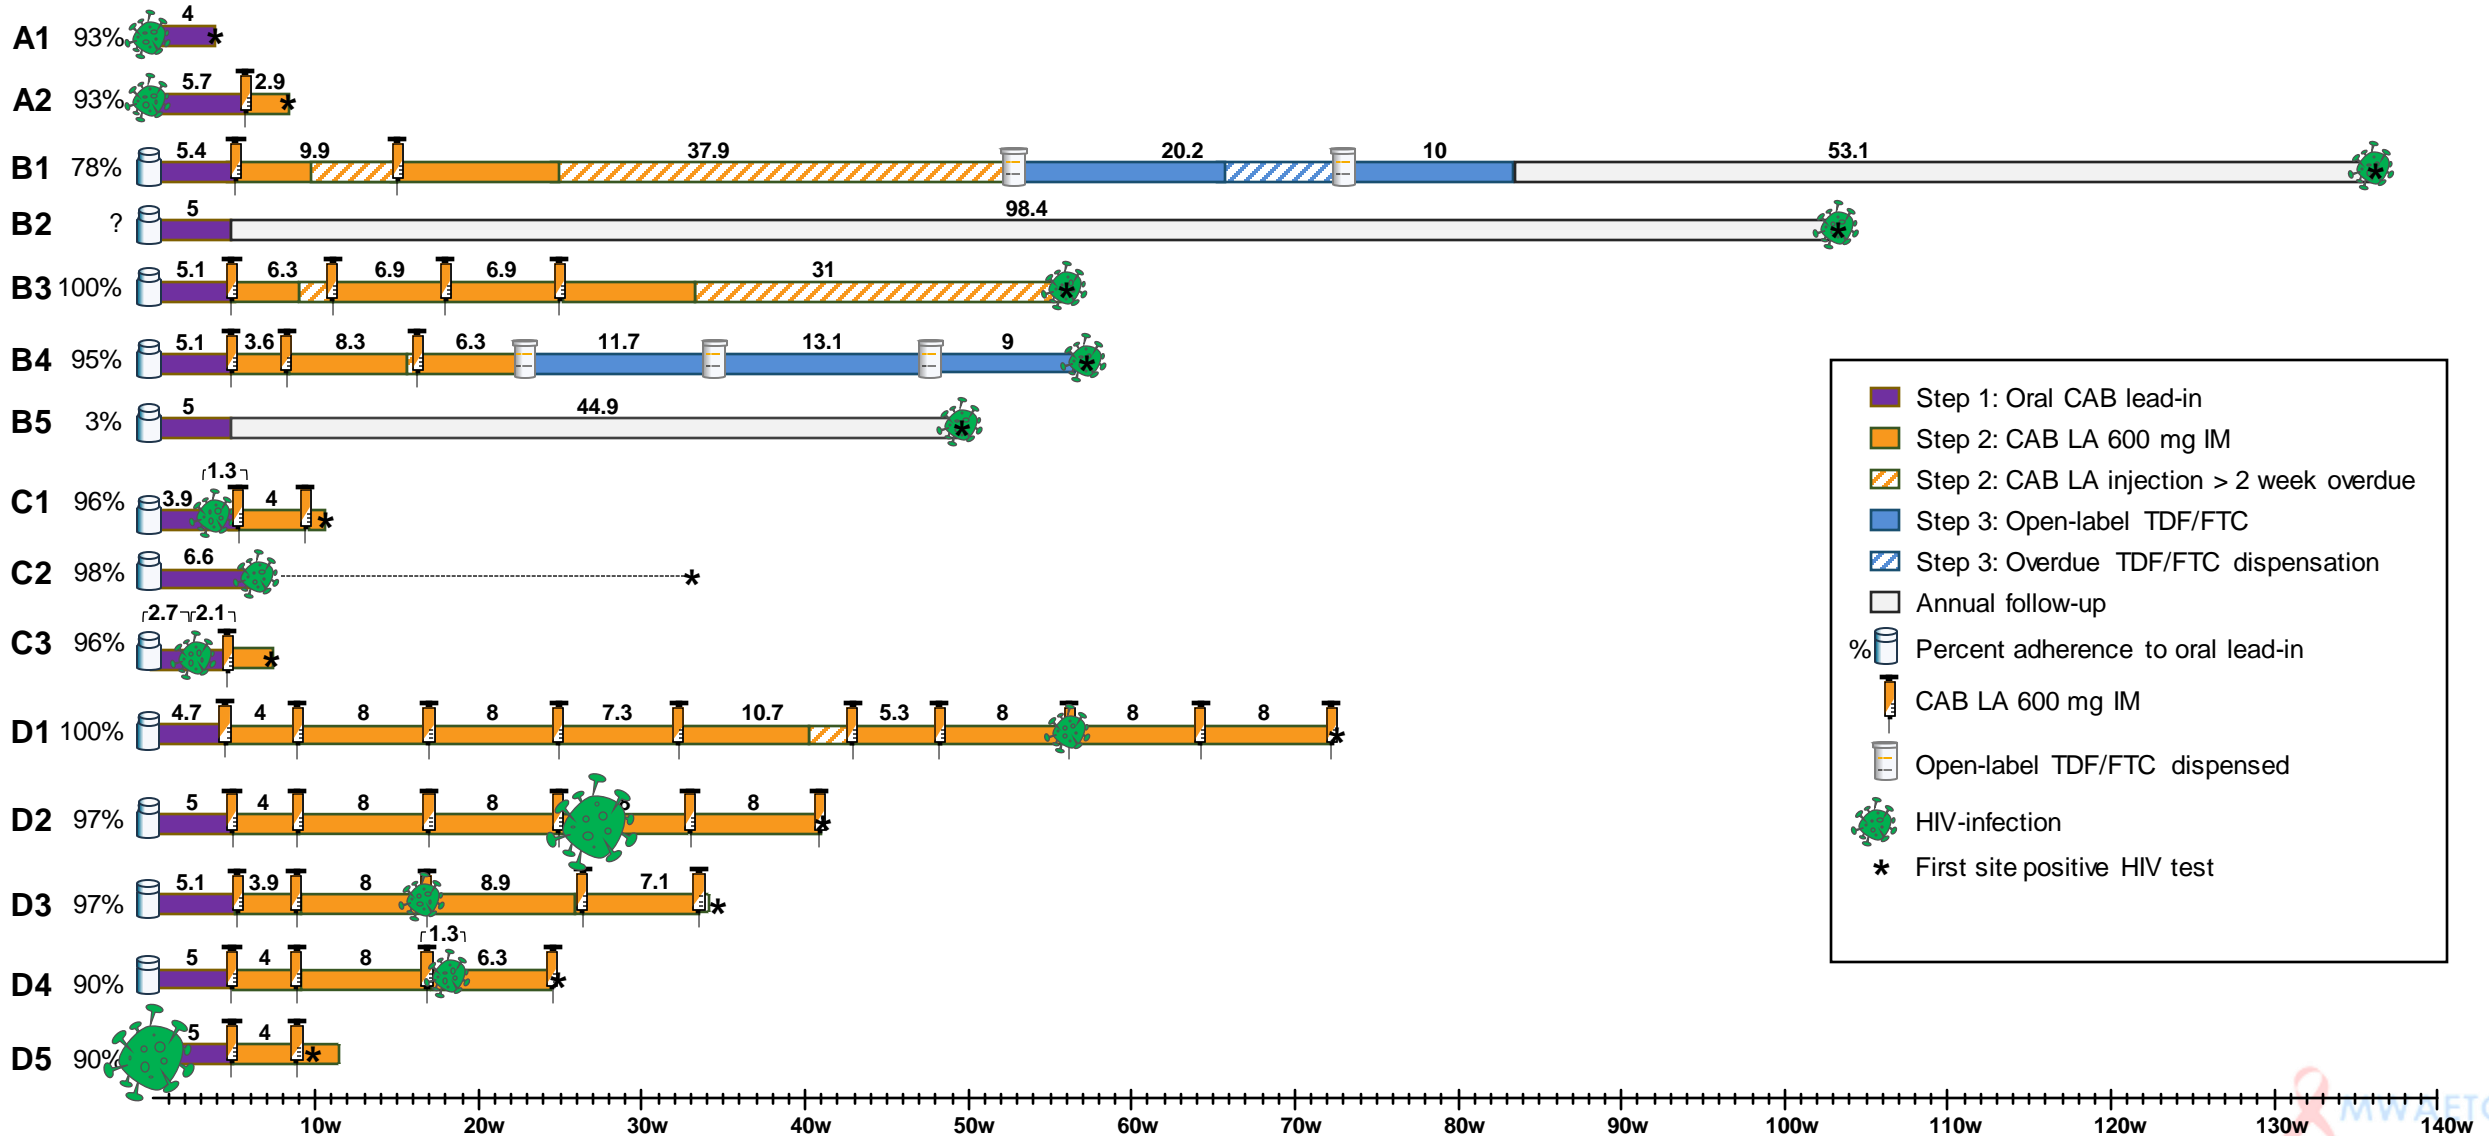 4
A1 93% *
5.7 2.9
A2 93% *
5.4 9.9 37.9 20.2 10 53.1
B1 78% *
5 98.4
B2 ? *
5.1 6.3 6.9 6.9 31
B3 100% *
5.1 3.6 8.3 6.3 11.7 13.1 9
B4 95% *
5 44.9
B5 3% *
1.3
3.9 4
C1 96% *
6.6
C2 98% *
2.7 2.1
C3 96% *
4.7 4 8 8 7.3 10.7 5.3 8 8 8
D1 100% *
5 4 8 8 8
D2 97% *
5.1 3.9 8 8.9 7.1
D3 97% *
1.3
5 4 8 6.3
D4 90% *
5 4
D5 90% *
Step 1: Oral CAB lead-in
Step 2: CAB LA 600 mg IM
Step 2: CAB LA injection > 2 week overdue
Step 3: Open-label TDF/FTC
Step 3: Overdue TDF/FTC dispensation
Annual follow-up
% Percent adherence to oral lead-in
CAB LA 600 mg IM
Open-label TDF/FTC dispensed
HIV-infection
* First site positive HIV test
10w 20w 30w 40w 50w 60w 70w 80w 90w 100w 110w 120w 130w 140w
MWAETC